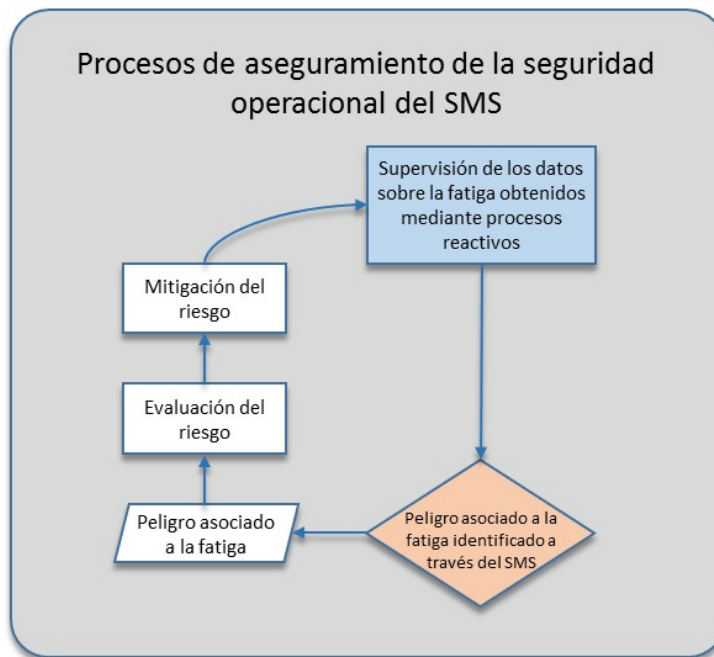 Procesos de aseguramiento de la seguridad
operacional del SMS
Supervisión de los datos
sobre la fatiga obtenidos
mediante procesos
reactivos
Mitigación del
riesgo
Evaluación del
riesgo
Peligro asociado
a la fatiga
Peligro asociado a la
fatiga identificado a
través del SMS